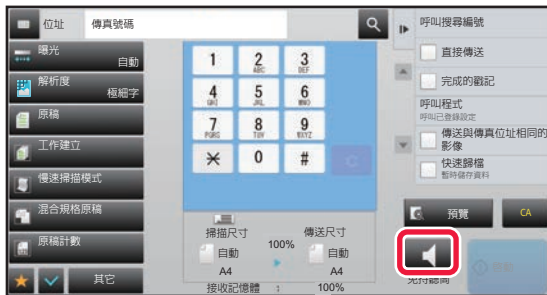 位址
傳真號碼
曝光
自動
解析度
極細字
原稿
工作建立
慢速掃描模式
混合規格原稿
原稿計數
其它
1
2 ABC
3 DEF
4 GHI
5 JKL
6 MNO
7 PQRS
8 TUV
9 WXYZ
0
#
C
掃描尺寸
自動
A4
100%
傳送尺寸
自動
A4
接收記憶體 : 100%
呼叫搜尋編號
直接傳送
完成的戳記
呼叫程式
呼叫已登錄設定
傳送與傳真位址相同的
影像
快速歸檔
暫時儲存資料
預覽
CA
免持聽筒